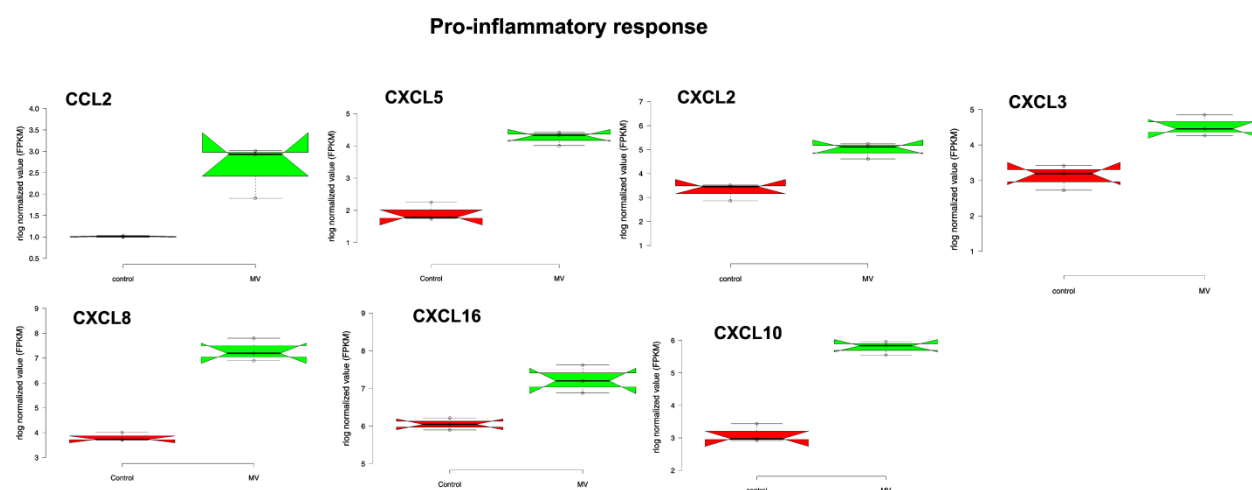 Pro-inflammatory response
CCL2
rlog normalized value (FPKM)
4.0
3.5
3.0
2.5
2.0
1.5
1.0
0.5
control
MV
CXCL5
rlog normalized value (FPKM)
5
4
3
2
1
Control
MV
CXCL2
rlog normalized value (FPKM)
7
6
5
4
3
2
1
control
MV
CXCL3
rlog normalized value (FPKM)
5
4
3
2
1
control
MV
CXCL8
rlog normalized value (FPKM)
9
8
7
6
5
4
3
Control
MV
CXCL16
rlog normalized value (FPKM)
9
8
7
6
5
Control
MV
CXCL10
rlog normalized value (FPKM)
6
5
4
3
2
control
MV